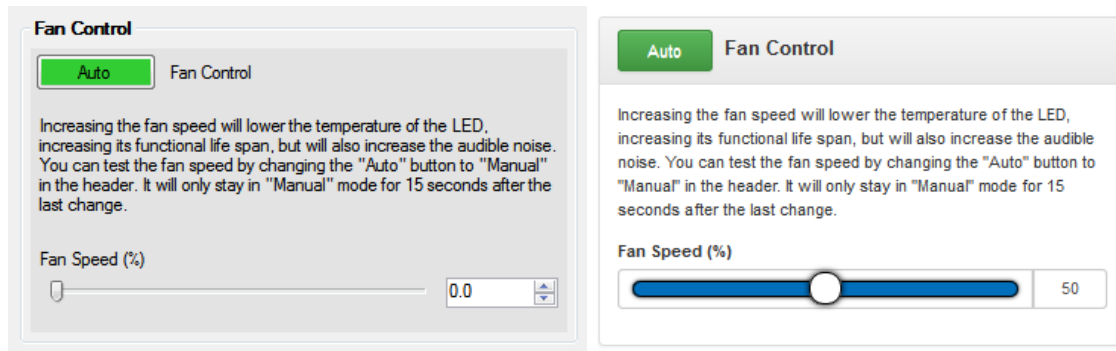 Fan Control
Auto
Fan Control
Increasing the fan speed will lower the temperature of the LED,
increasing its functional life span, but will also increase the audible noise.
You can test the fan speed by changing the "Auto" button to "Manual"
in the header. It will only stay in "Manual" mode for 15 seconds after the
last change.
Fan Speed (%)
0.0
Auto
Fan Control
Increasing the fan speed will lower the temperature of the LED,
increasing its functional life span, but will also increase the audible
noise. You can test the fan speed by changing the "Auto" button to
"Manual" in the header. It will only stay in "Manual" mode for 15
seconds after the last change.
Fan Speed (%)
50